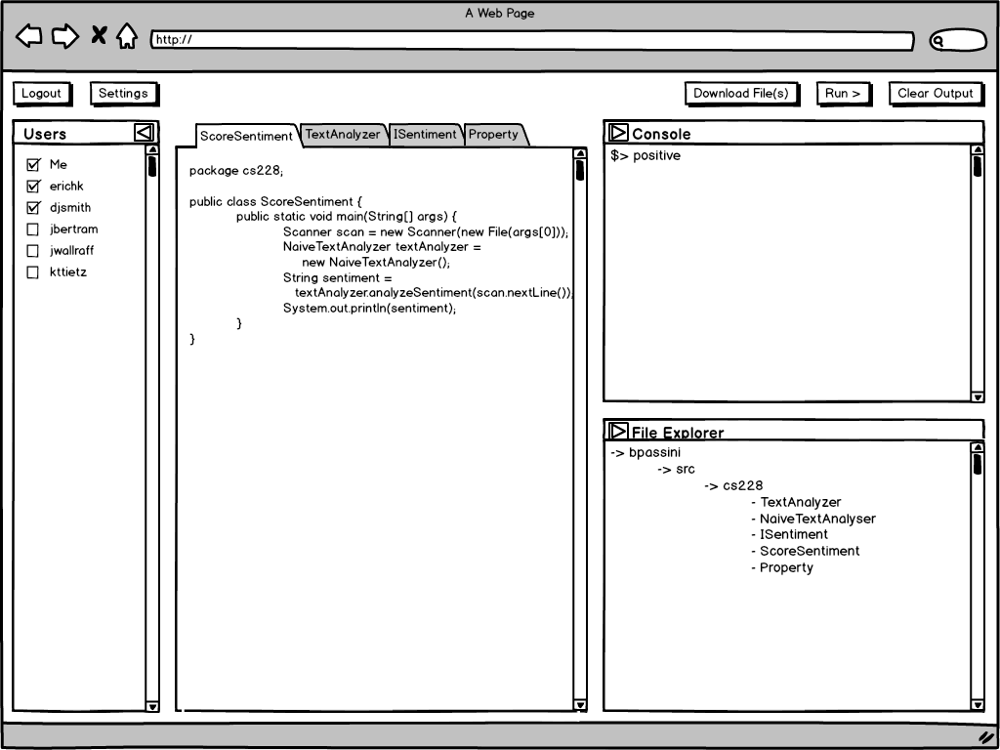 A Web Page
http://
Logout
Settings
Download File(s)
Run >
Clear Output
Users
Me
erichk
djsmith
jbertram
jwallraff
kttietz
ScoreSentiment
TextAnalyzer
ISentiment
Property
package cs228;
public class ScoreSentiment {
public static void main(String[] args) {
Scanner scan = new Scanner(new File(args[0]));
NaiveTextAnalyzer textAnalyzer =
new NaiveTextAnalyzer();
String sentiment =
textAnalyzer.analyzeSentiment(scan.nextLine());
System.out.println(sentiment);
}
}
Console
$> positive
File Explorer
-> bpassini
-> src
-> cs228
- TextAnalyzer
- NaiveTextAnalyser
- ISentiment
- ScoreSentiment
- Property